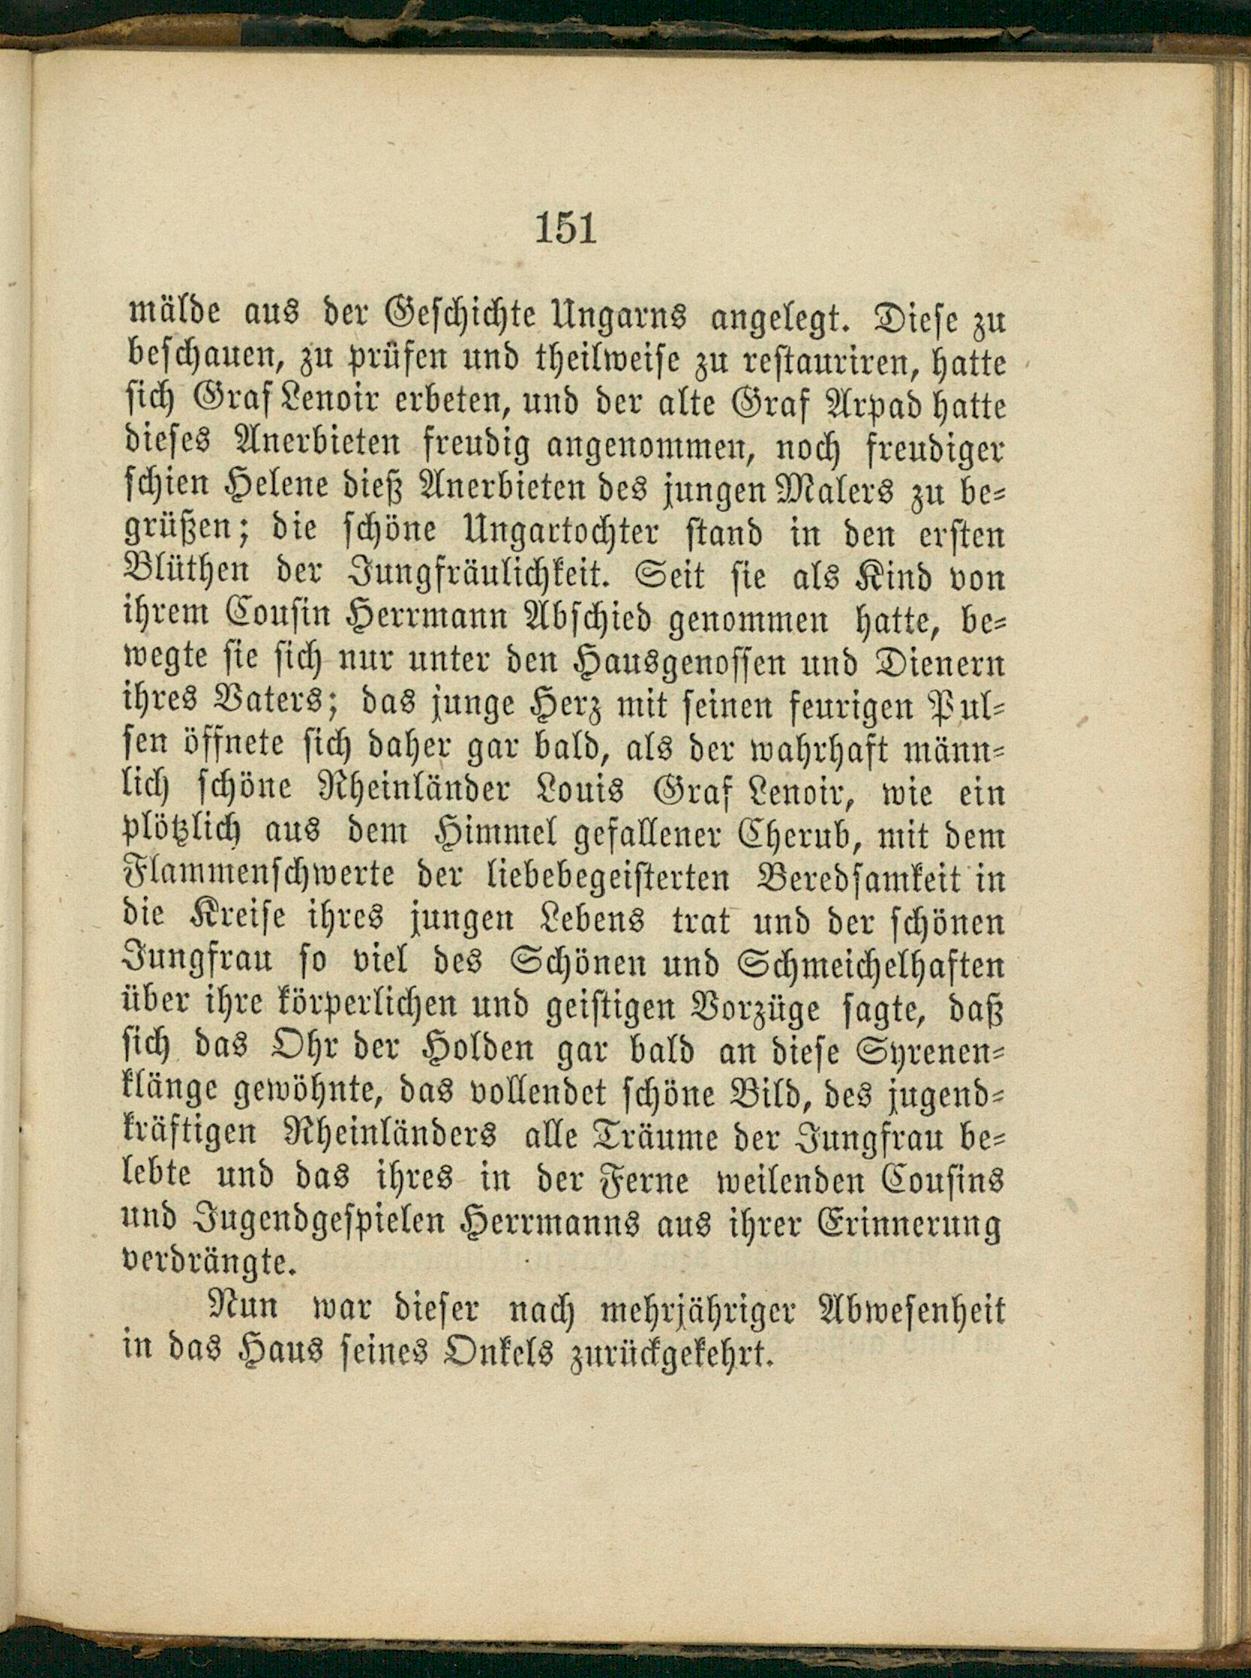 151
mälde aus der Geschichte Ungarns angelegt. Diese zu
beschauen, zu prüfen und theilweise zu restauriren, hatte
sich Graf Lenoir erbeten, und der alte Graf Arpad hatte
dieses Anerbieten freudig angenommen, noch freudiger
schien Helene dieß Anerbieten des jungen Malers zu be-
grüßen; die schöne Ungartochter stand in den ersten
Blüthen der Jungfräulichkeit. Seit sie als Kind von
ihrem Cousin Herrmann Abschied genommen hatte, be-
wegte sie sich nur unter den Hausgenossen und Dienern
ihres Vaters; das junge Herz mit seinen feurigen Pul-
sen öffnete sich daher gar bald, als der wahrhaft männ-
lich schöne Rheinländer Louis Graf Lenoir, wie ein
plötzlich aus dem Himmel gefallener Cherub, mit dem
Flammenschwerte der liebebegeisterten Beredsamkeit in
die Kreise ihres jungen Lebens trat und der schönen
Jungfrau so viel des Schönen und Schmeichelhaften
über ihre körperlichen und geistigen Vorzüge sagte, daß
sich das Ohr der Holden gar bald an diese Syrenen-
klänge gewöhnte, das vollendet schöne Bild, des jugend-
kräftigen Rheinländers alle Träume der Jungfrau be-
lebte und das ihres in der Ferne weilenden Cousins
und Jugendgespielen Herrmanns aus ihrer Erinnerung
verdrängte.
Nun war dieser nach mehrjähriger Abwesenheit
in das Haus seines Onkels zurückgekehrt.